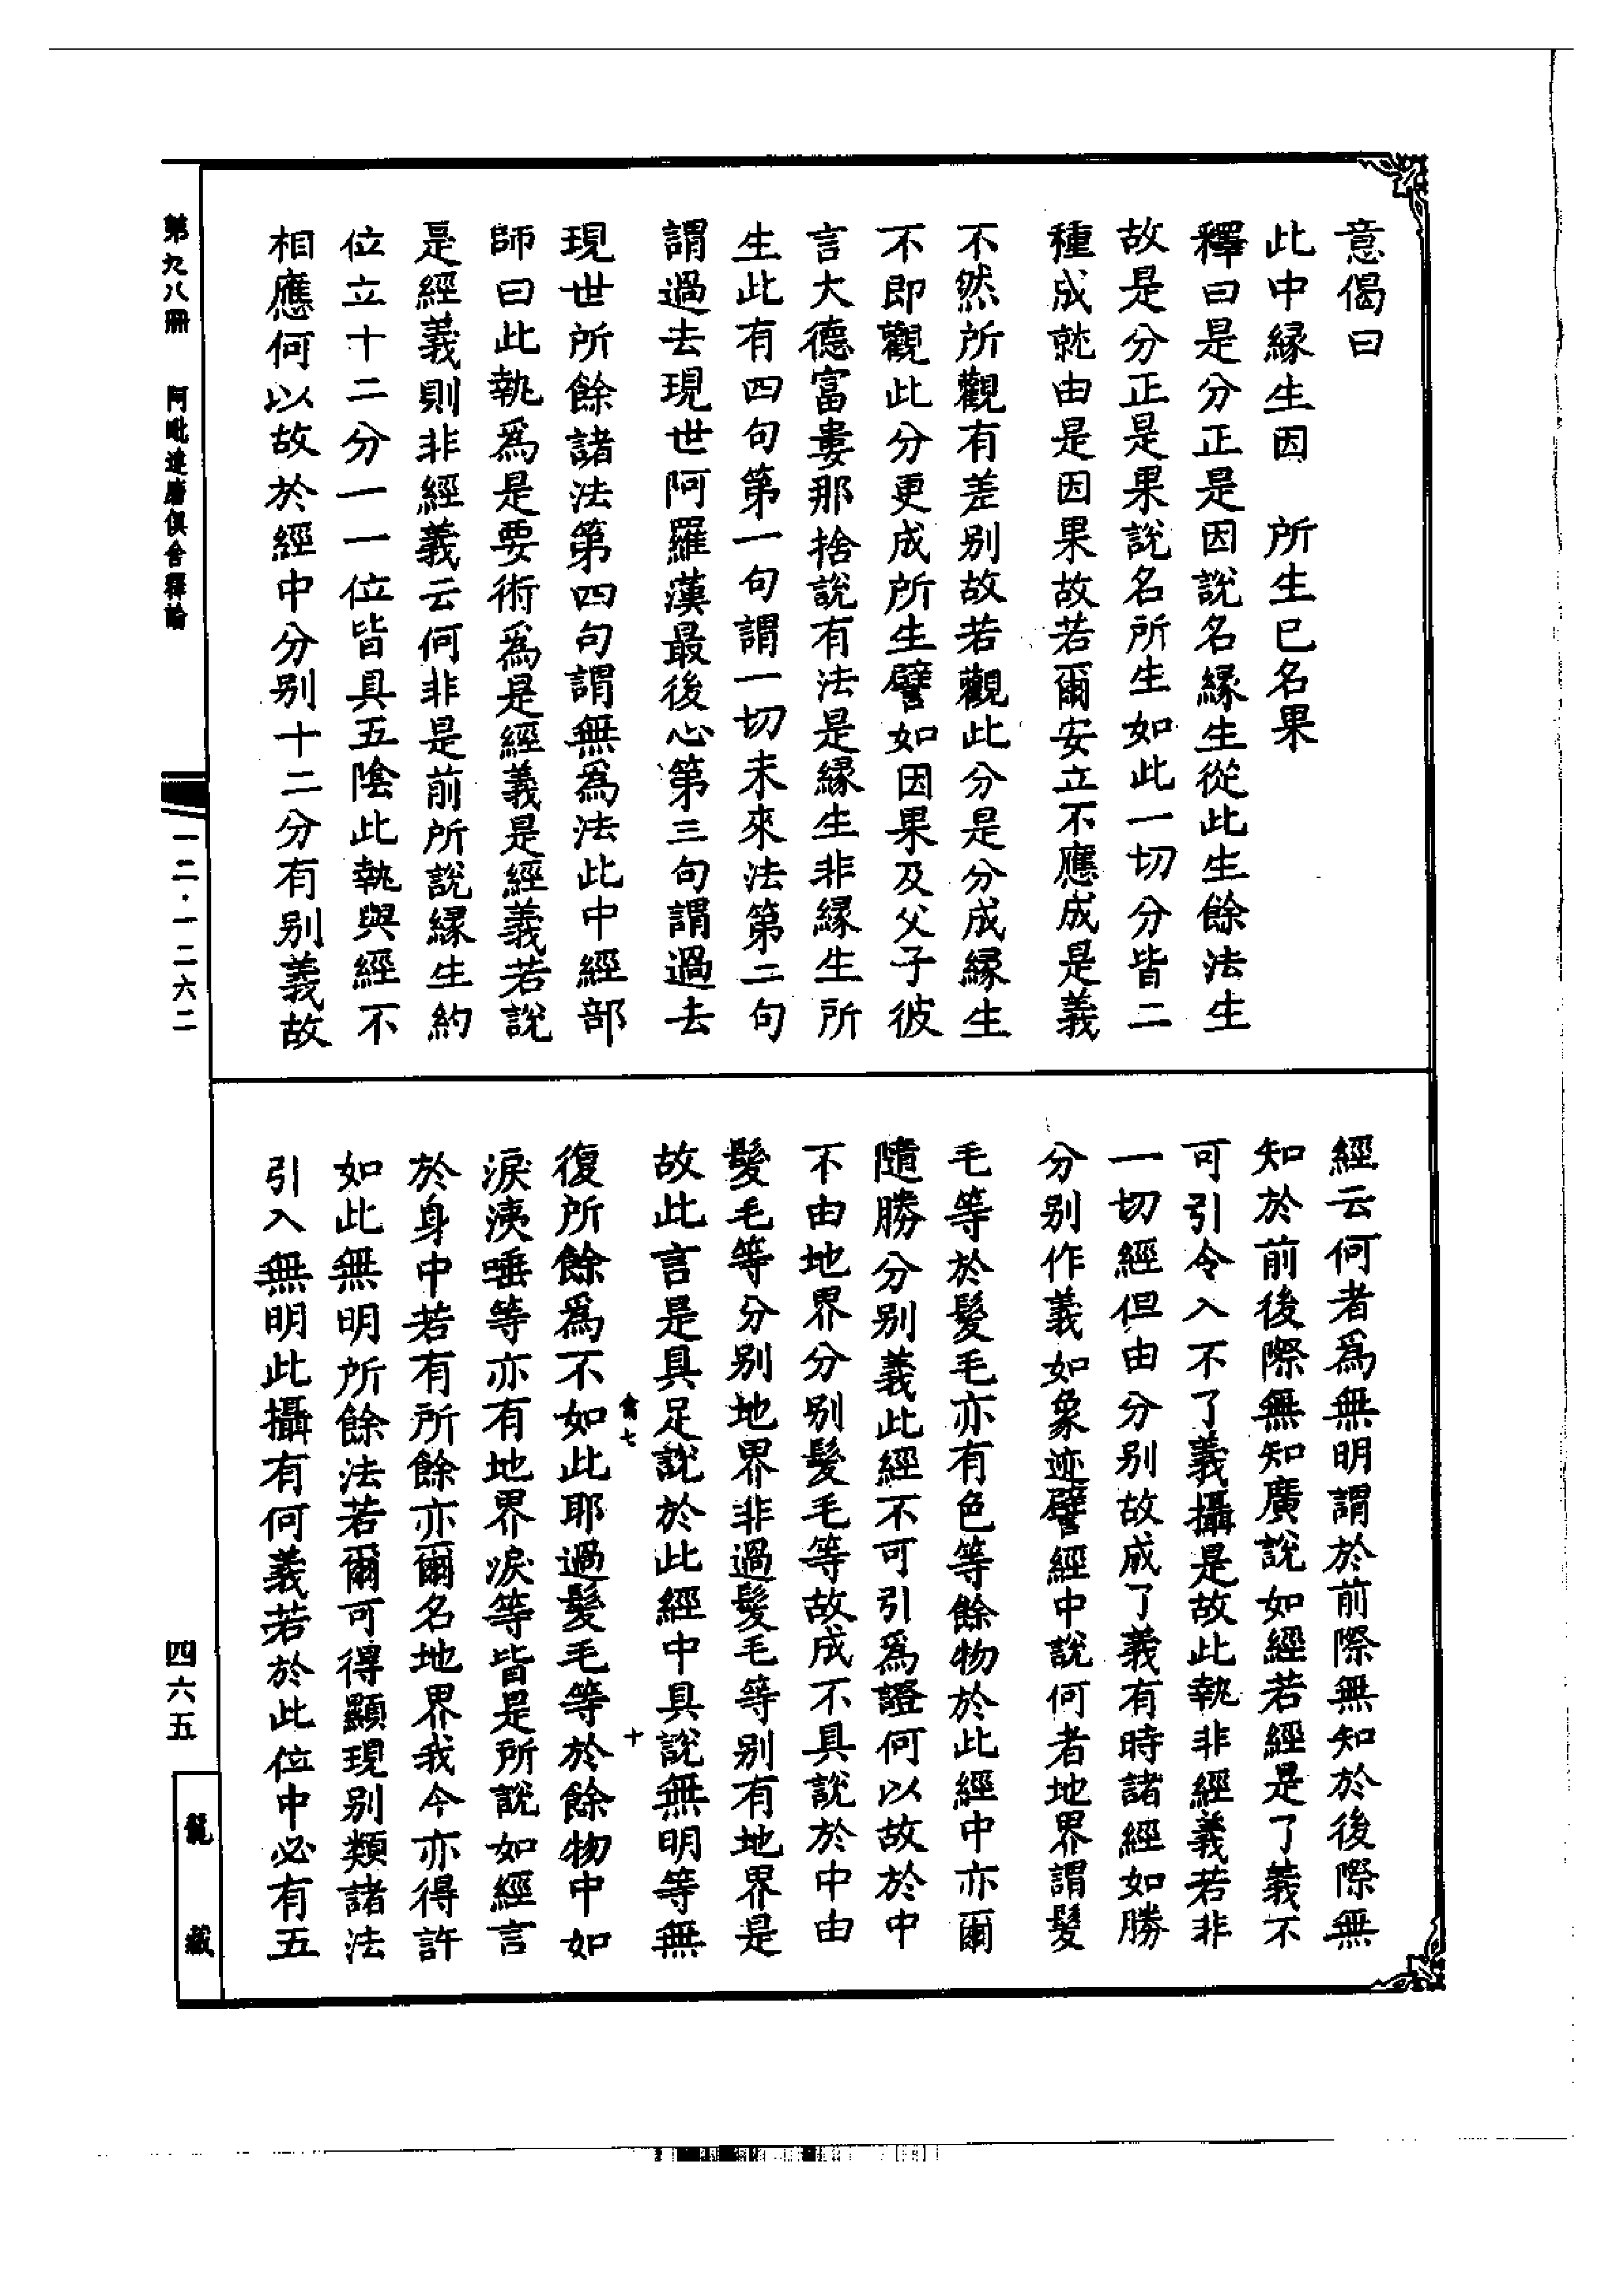 意偈曰
此中緣生因　所生已名果
釋曰是分正是因說名緣生從此生餘法生
故是分正是果說名所生如此一切分皆二
種成就由是因果故若爾安立不應成是義
不然所觀有差别故若觀此分是分成緣生
不即觀此分更成所生譬如因果及父子彼
言大德富婁那捨說有法是緣生非緣生所
生此有四句第一句謂一切未來法第二句
謂過去現世阿羅漢最後心第三句謂過去
現世所餘諸法第四句謂無爲法此中經部
師曰此執爲是要術爲是經義是經義若說
是經義則非經義云何非是前所說緣生約
位立十二分一一位皆具五陰此執與經不
相應何以故於經中分别十二分有别義故
經云何者爲無明謂於前際無知於後際無
知於前後際無知廣說如經若經是了義不
可引令入不了義攝是故此執非經義若非
一切經但由分别故成了義有時諸經如勝
分别作義如象迹譬經中說何者地界謂髮
毛等於髮毛亦有色等餘物於此經中亦爾
隨勝分别義此經不可引爲證何以故於中
不由地界分别髮毛等故成不具說於中由
髮毛等分别地界非過髮毛等别有地界是
故此言是具足說於此經中具說無明等無
禽七　十
復所餘爲不如此耶過髮毛等於餘物中如
淚洟唾等亦有地界淚等皆是所說如經言
於身中若有所餘亦爾名地界我今亦得許
如此無明所餘法若爾可得顯現别類諸法
引入無明此攝有何義若於此位中必有五
第九八冊　阿毗達磨俱舍釋論
一二·一二六二
四六五
龍藏